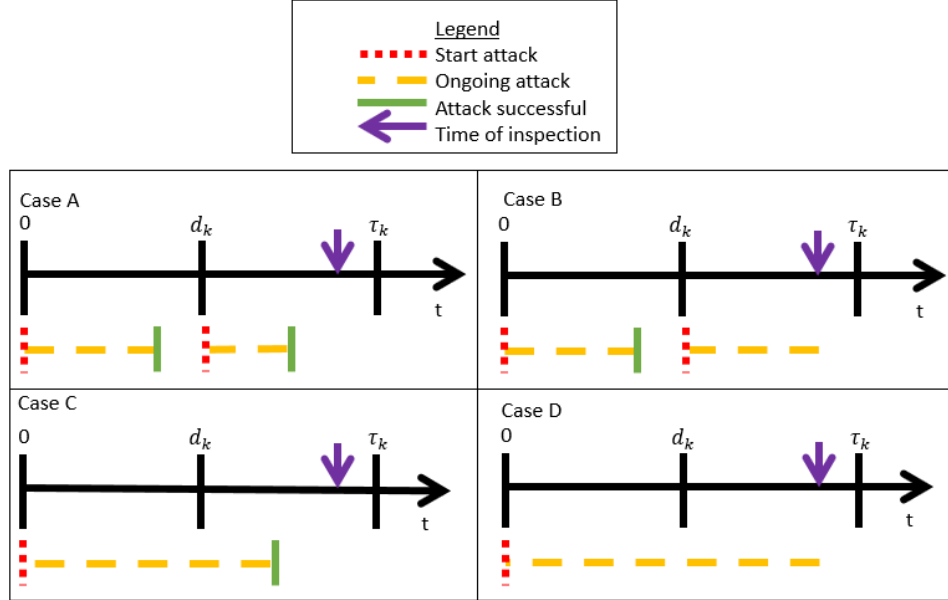 Legend
Start attack
Ongoing attack
Attack successful
Time of inspection
Case A
0 d_k τ_k
t
Case B
0 d_k τ_k
t
Case C
0 d_k τ_k
t
Case D
0 d_k τ_k
t